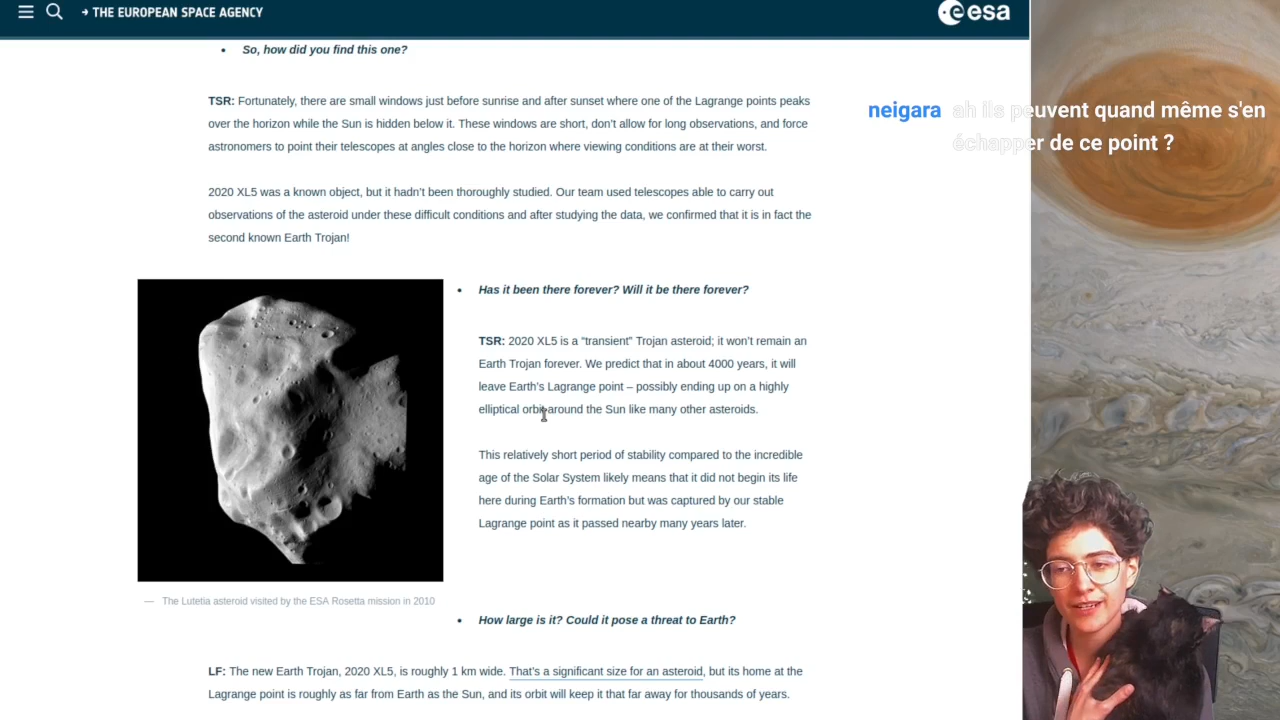 → THE EUROPEAN SPACE AGENCY
esa
• So, how did you find this one?
TSR: Fortunately, there are small windows just before sunrise and after sunset where one of the Lagrange points peaks
over the horizon while the Sun is hidden below it. These windows are short, don’t allow for long observations, and force
astronomers to point their telescopes at angles close to the horizon where viewing conditions are at their worst.
neigara ah ils peuvent quand même s'en
échapper de ce point ?
2020 XL5 was a known object, but it hadn’t been thoroughly studied. Our team used telescopes able to carry out
observations of the asteroid under these difficult conditions and after studying the data, we confirmed that it is in fact the
second known Earth Trojan!
• Has it been there forever? Will it be there forever?
TSR: 2020 XL5 is a “transient” Trojan asteroid; it won’t remain an
Earth Trojan forever. We predict that in about 4000 years, it will
leave Earth’s Lagrange point – possibly ending up on a highly
elliptical orbit around the Sun like many other asteroids.
This relatively short period of stability compared to the incredible
age of the Solar System likely means that it did not begin its life
here during Earth’s formation but was captured by our stable
Lagrange point as it passed nearby many years later.
— The Lutetia asteroid visited by the ESA Rosetta mission in 2010
• How large is it? Could it pose a threat to Earth?
LF: The new Earth Trojan, 2020 XL5, is roughly 1 km wide. That’s a significant size for an asteroid, but its home at the
Lagrange point is roughly as far from Earth as the Sun, and its orbit will keep it that far away for thousands of years.